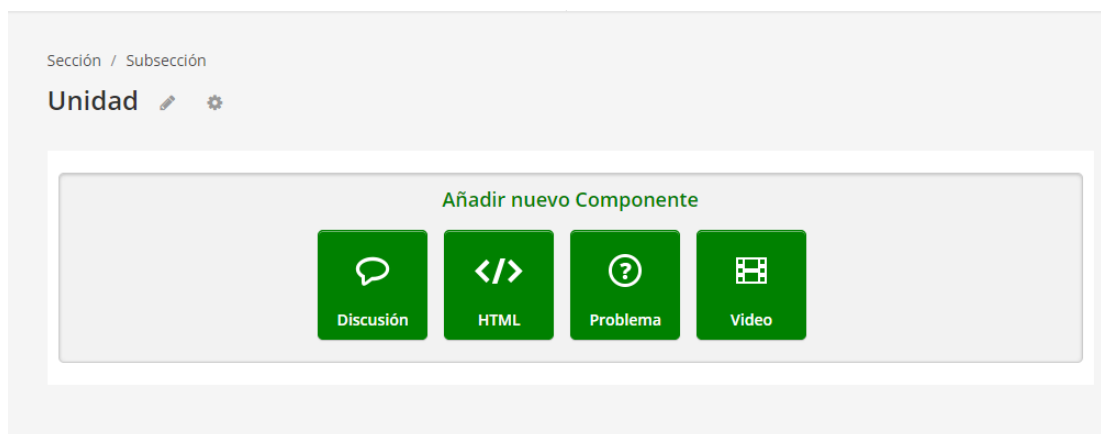 Sección / Subsección
Unidad
Añadir nuevo Componente
Discusión
HTML
Problema
Video